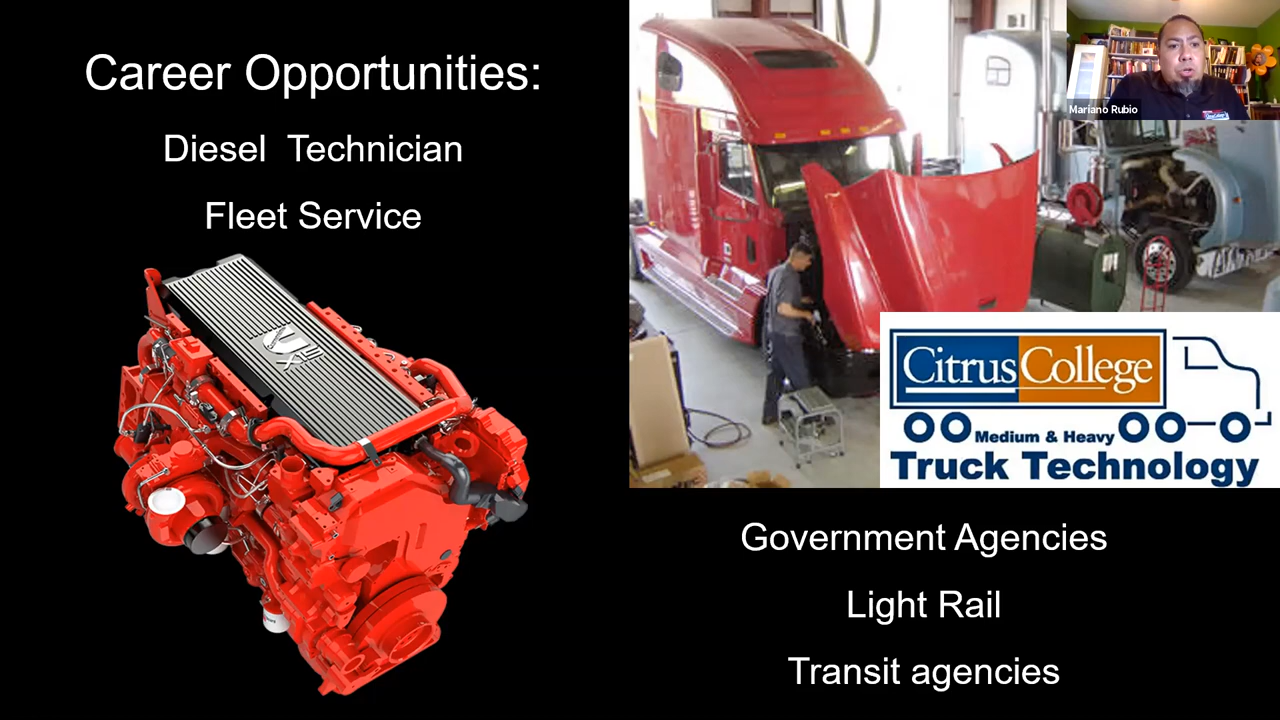 Career Opportunities:
Diesel Technician
Fleet Service
Mariano Rubio
Citrus College
Medium & Heavy
Truck Technology
Government Agencies
Light Rail
Transit agencies